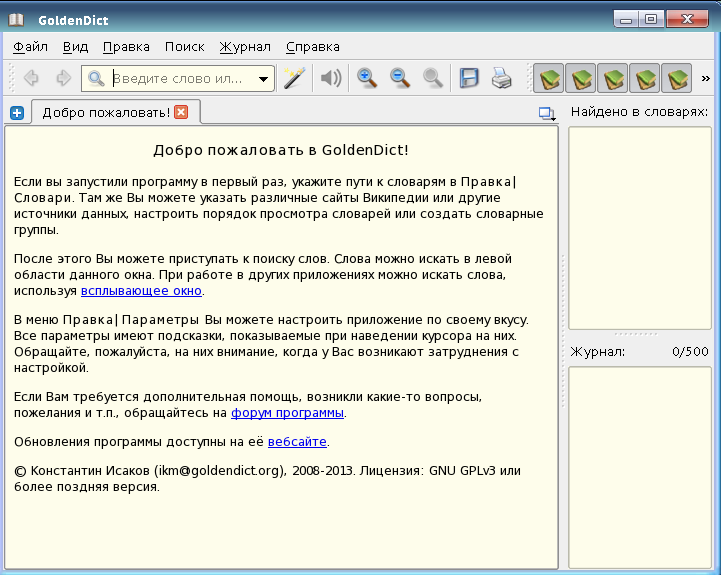 GoldenDict
Файл Вид Правка Поиск Журнал Справка
Введите слово ил...
»
Добро пожаловать!
Найдено в словарях:
Добро пожаловать в GoldenDict!
Если вы запустили программу в первый раз, укажите пути к словарям в Правка|
Словари. Там же Вы можете указать различные сайты Википедии или другие
источники данных, настроить порядок просмотра словарей или создать словарные
группы.
После этого Вы можете приступать к поиску слов. Слова можно искать в левой
области данного окна. При работе в других приложениях можно искать слова,
используя всплывающее окно.
В меню Правка|Параметры Вы можете настроить приложение по своему вкусу.
Все параметры имеют подсказки, показываемые при наведении курсора на них.
Обращайте, пожалуйста, на них внимание, когда у Вас возникают затруднения с
настройкой.
Если Вам требуется дополнительная помощь, возникли какие-то вопросы,
пожелания и т.п., обращайтесь на форум программы.
Обновления программы доступны на её вебсайте.
© Константин Исаков (ikm@goldendict.org), 2008-2013. Лицензия: GNU GPLv3 или
более поздняя версия.
Журнал: 0/500